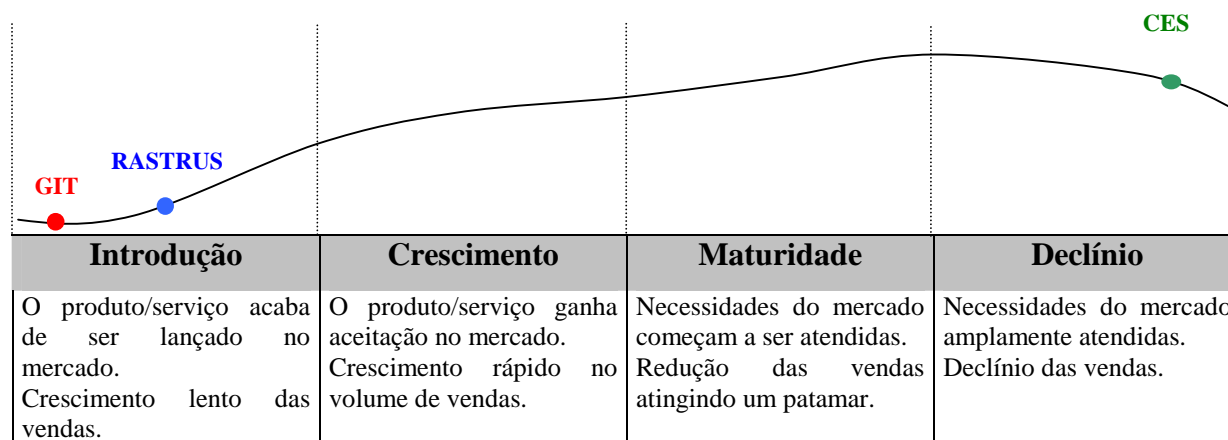 CES
RASTRUS
GIT
Introdução
Crescimento
Maturidade
Declínio
O produto/serviço acaba
de ser lançado no
mercado.
Crescimento lento das
vendas.
O produto/serviço ganha
aceitação no mercado.
Crescimento rápido no
volume de vendas.
Necessidades do mercado
começam a ser atendidas.
Redução das vendas
atingindo um patamar.
Necessidades do mercado
amplamente atendidas.
Declínio das vendas.